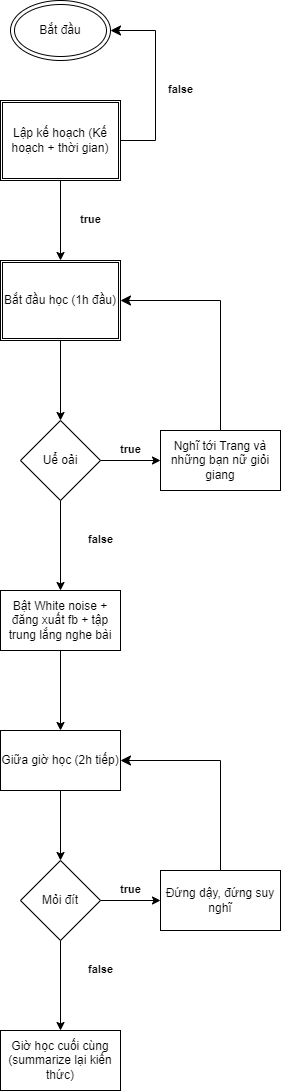 Bắt đầu
false
Lập kế hoạch (Kế
hoạch + thời gian)
true
Bắt đầu học (1h đầu)
Uể oải
true
Nghĩ tới Trang và
những bạn nữ giỏi
giang
false
Bật White noise +
đăng xuất fb + tập
trung lắng nghe bài
Giữa giờ học (2h tiếp)
Mỏi đít
true
Đứng dậy, đứng suy
nghĩ
false
Giờ học cuối cùng
(summarize lại kiến
thức)